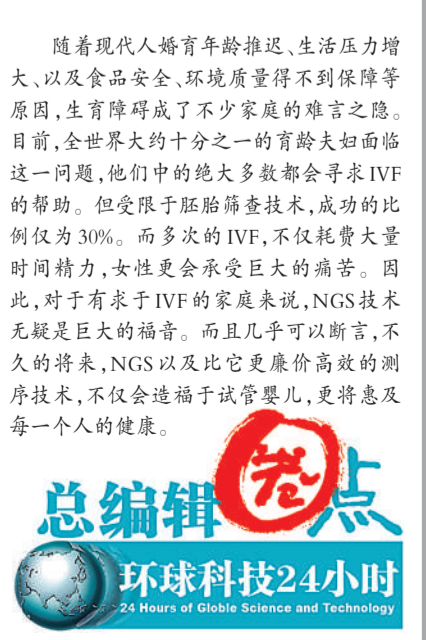 随着现代人婚育年龄推迟、生活压力增
大、以及食品安全、环境质量得不到保障等
原因,生育障碍成了不少家庭的难言之隐。
目前,全世界大约十分之一的育龄夫妇面临
这一问题,他们中的绝大多数都会寻求IVF
的帮助。但受限于胚胎筛查技术,成功的比
例仅为30%。而多次的IVF,不仅耗费大量
时间精力,女性更会承受巨大的痛苦。因
此,对于有求于IVF的家庭来说,NGS技术
无疑是巨大的福音。而且几乎可以断言,不
久的将来,NGS以及比它更廉价高效的测
序技术,不仅会造福于试管婴儿,更将惠及
每一个人的健康。
总编辑卷点
环球科技24小时
24 Hours of Globle Science and Technology